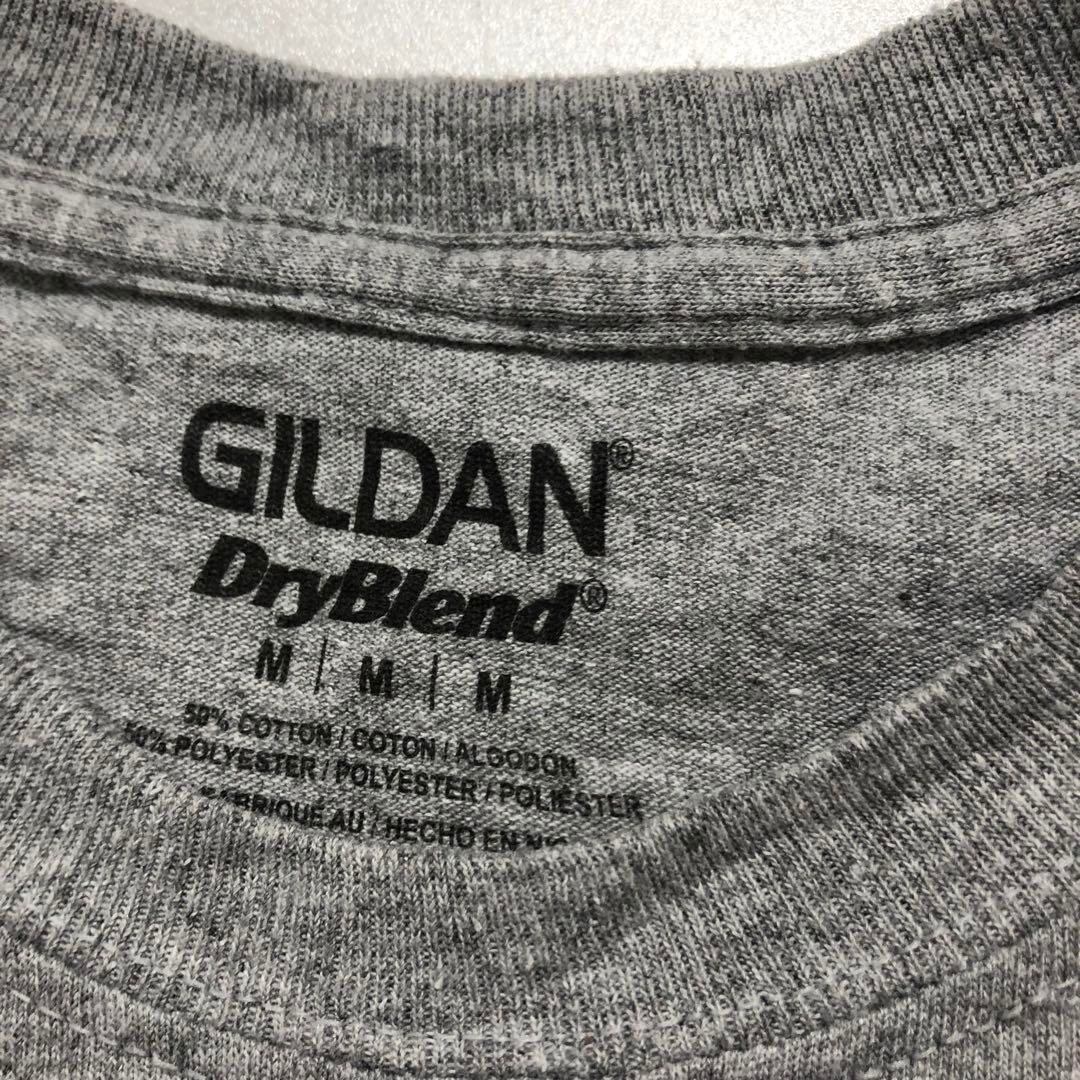 GILDAN®
DryBlend®
M | M | M
50% COTTON / COTON / ALGODON
50% POLYESTER / POLYESTER / POLIÉSTER
FABRIQUÉ AU / HECHO EN